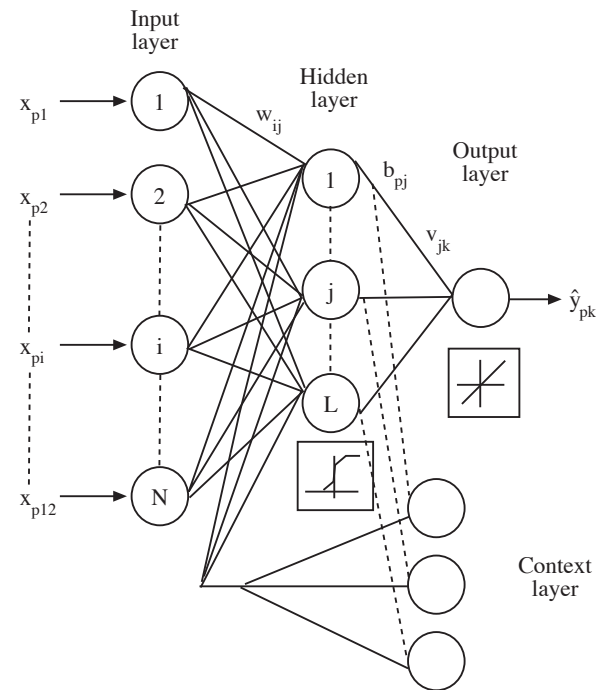 Input
layer
Hidden
layer
Output
layer
x_p1
1
w_ij
1
b_pj
x_p2
2
v_jk
j
ŷ_pk
x_pi
i
L
x_p12
N
Context
layer